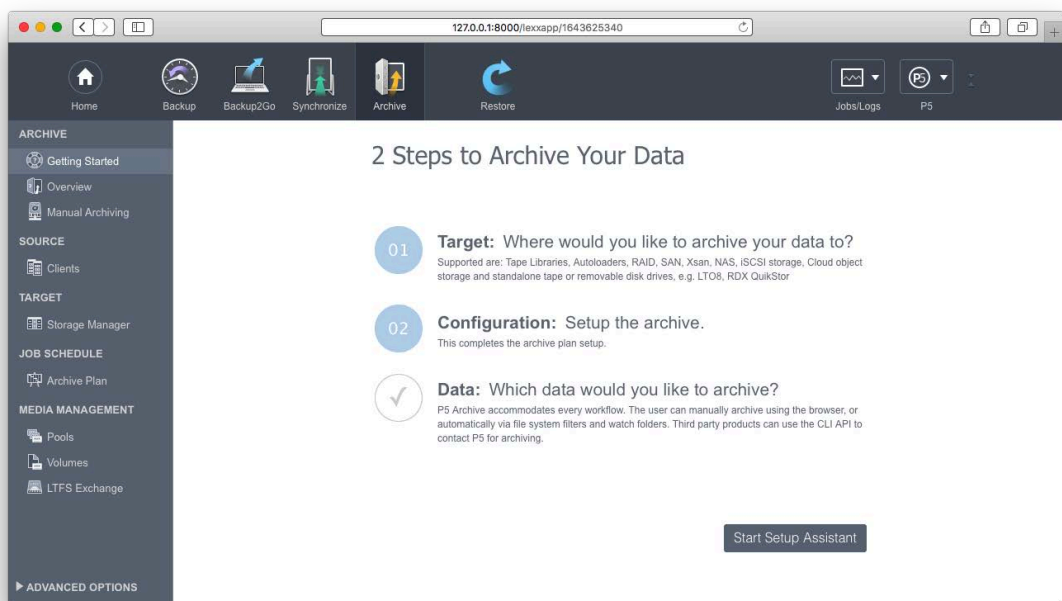 127.0.0.1:8000/lexxapp/1643625340
Home
Backup
Backup2Go
Synchronize
Archive
Restore
Jobs/Logs
P5
P5
ARCHIVE
Getting Started
Overview
Manual Archiving
SOURCE
Clients
TARGET
Storage Manager
JOB SCHEDULE
Archive Plan
MEDIA MANAGEMENT
Pools
Volumes
LTFS Exchange
ADVANCED OPTIONS
2 Steps to Archive Your Data
01
Target: Where would you like to archive your data to?
Supported are: Tape Libraries, Autoloaders, RAID, SAN, Xsan, NAS, iSCSI storage, Cloud object
storage and standalone tape or removable disk drives, e.g. LTO8, RDX QuikStor
02
Configuration: Setup the archive.
This completes the archive plan setup.
Data: Which data would you like to archive?
P5 Archive accommodates every workflow. The user can manually archive using the browser, or
automatically via file system filters and watch folders. Third party products can use the CLI API to
contact P5 for archiving.
Start Setup Assistant